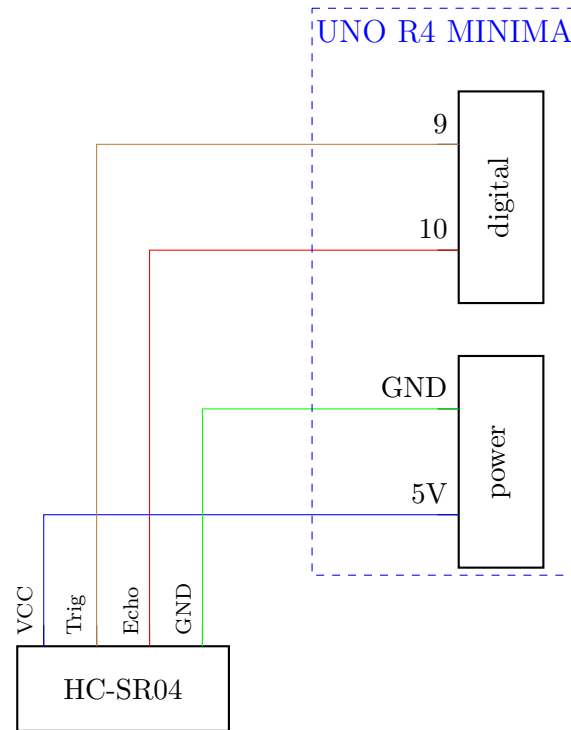 UNO R4 MINIMA
9
digital
10
GND
power
5V
VCC
Trig
Echo
GND
HC-SR04